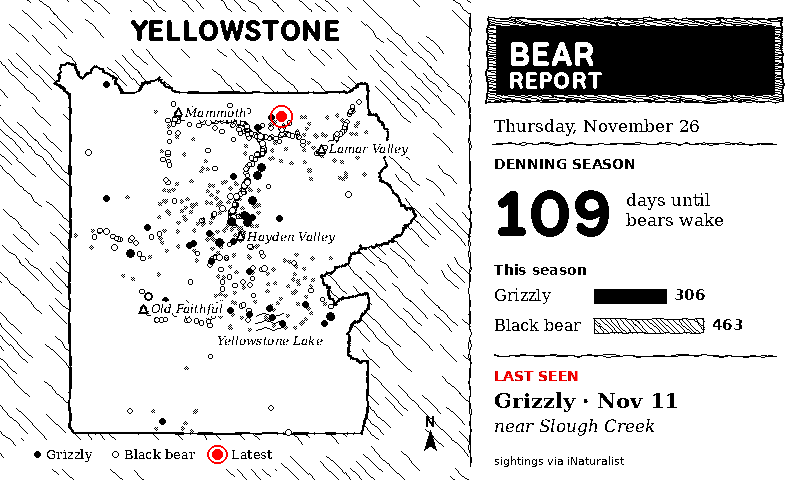 YELLOWSTONE
Mammoth
Lamar Valley
Hayden Valley
Old Faithful
Yellowstone Lake
N
Grizzly
Black bear
Latest
BEAR
REPORT
Thursday, November 26
DENNING SEASON
109 days until
bears wake
This season
Grizzly 306
Black bear 463
LAST SEEN
Grizzly · Nov 11
near Slough Creek
sightings via iNaturalist